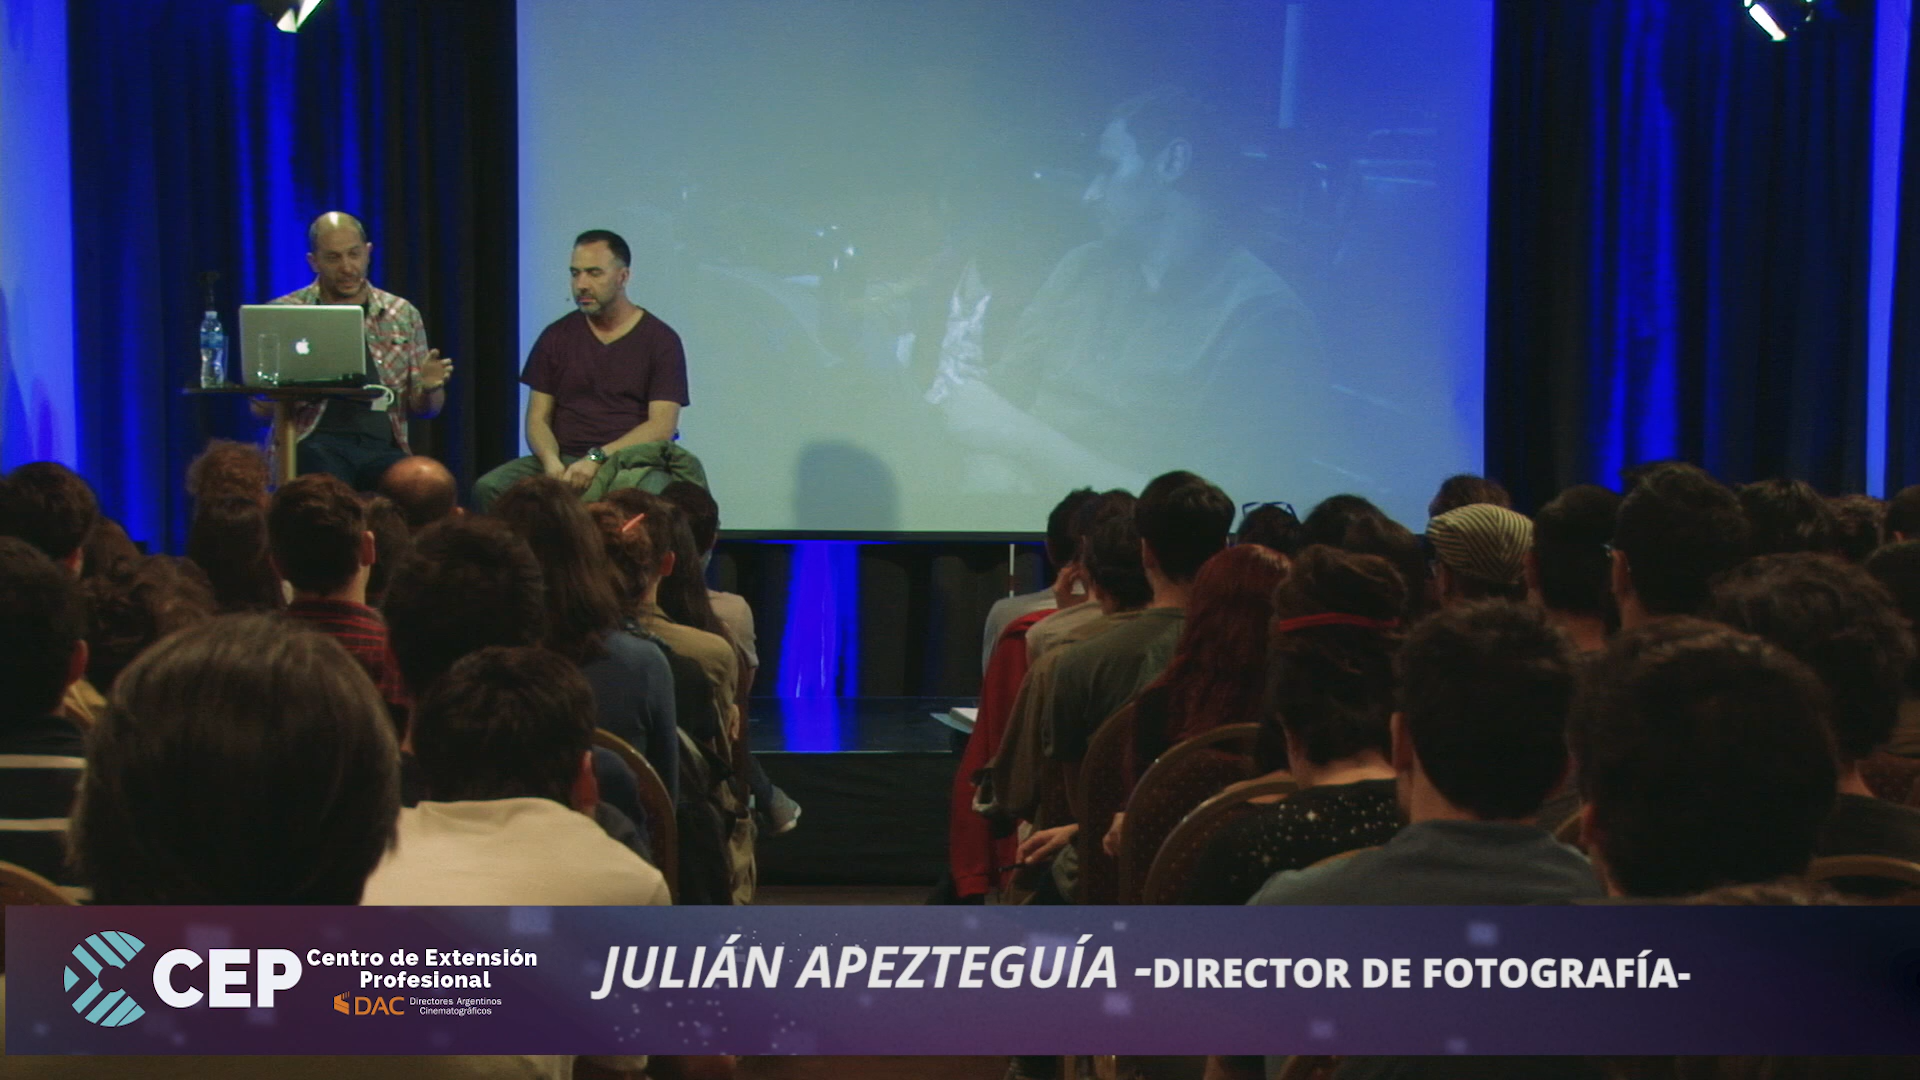 CEP
Centro de Extensión
Profesional
DAC
Directores Argentinos
Cinematográficos
JULIÁN APEZTEGUÍA -DIRECTOR DE FOTOGRAFÍA-